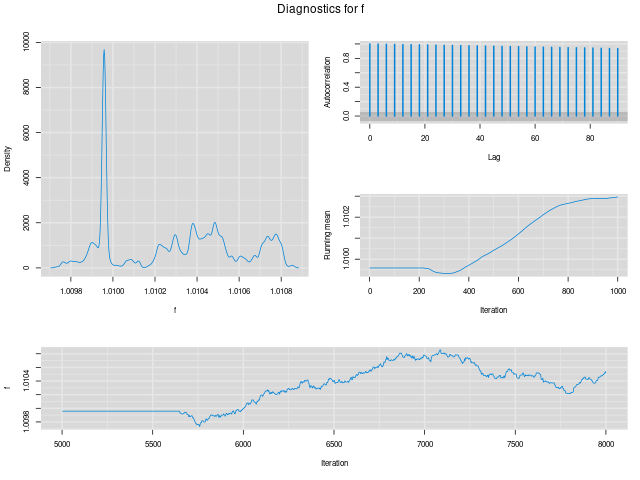 Diagnostics for f
Density
0 2000 4000 6000 8000 10000
1.0098 1.0100 1.0102 1.0104 1.0106 1.0108
f
Autocorrelation
0.0 0.4 0.8
0 20 40 60 80
Lag
Running mean
1.0100 1.0102
0 200 400 600 800 1000
Iteration
f
1.0098 1.0104
5000 5500 6000 6500 7000 7500 8000
Iteration